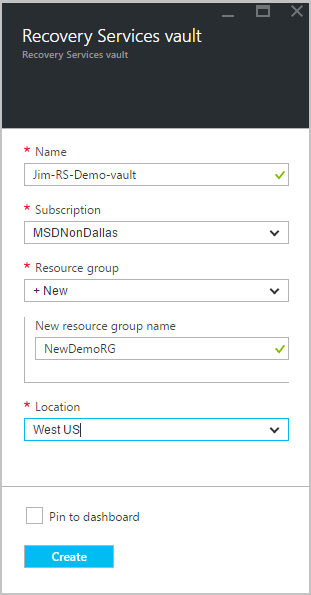 Recovery Services vault
Recovery Services vault
* Name
Jim-RS-Demo-vault
* Subscription
MSDNonDallas
* Resource group
+ New
New resource group name
NewDemoRG
* Location
West US
Pin to dashboard
Create